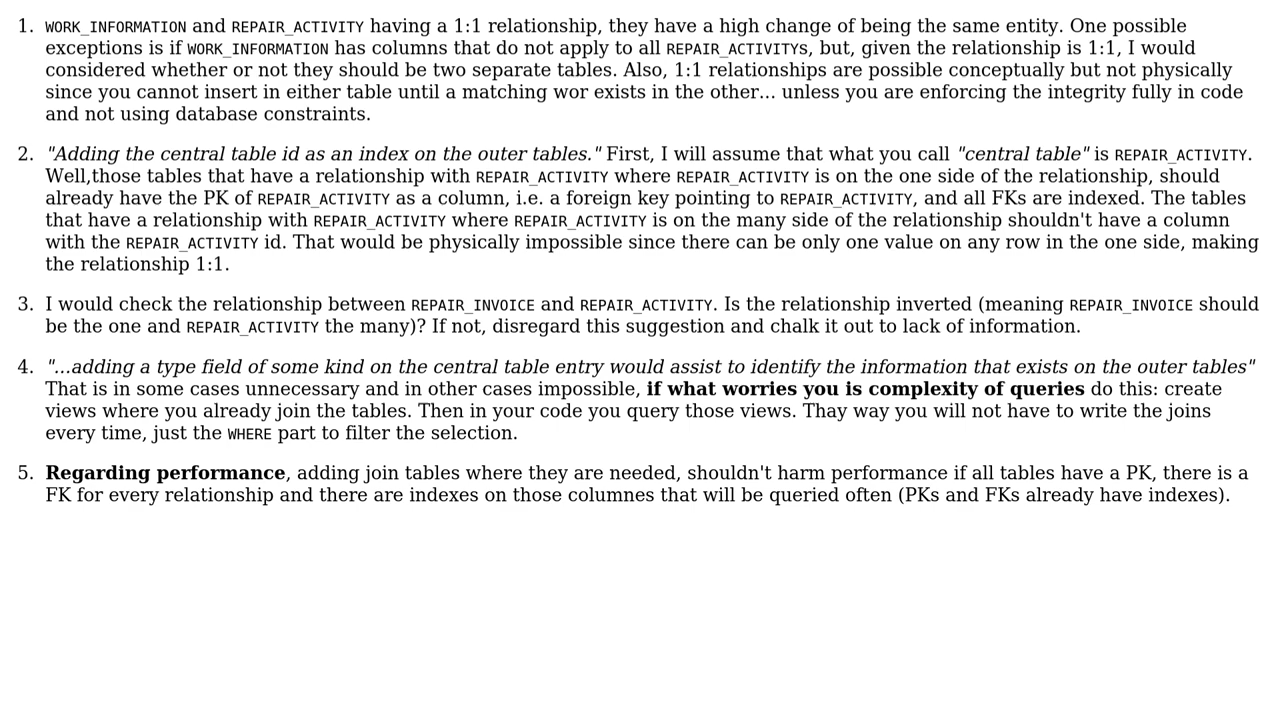 1. WORK_INFORMATION and REPAIR_ACTIVITY having a 1:1 relationship, they have a high change of being the same entity. One possible
exceptions is if WORK_INFORMATION has columns that do not apply to all REPAIR_ACTIVITYs, but, given the relationship is 1:1, I would
considered whether or not they should be two separate tables. Also, 1:1 relationships are possible conceptually but not physically
since you cannot insert in either table until a matching wor exists in the other... unless you are enforcing the integrity fully in code
and not using database constraints.
2. "Adding the central table id as an index on the outer tables." First, I will assume that what you call "central table" is REPAIR_ACTIVITY.
Well,those tables that have a relationship with REPAIR_ACTIVITY where REPAIR_ACTIVITY is on the one side of the relationship, should
already have the PK of REPAIR_ACTIVITY as a column, i.e. a foreign key pointing to REPAIR_ACTIVITY, and all FKs are indexed. The tables
that have a relationship with REPAIR_ACTIVITY where REPAIR_ACTIVITY is on the many side of the relationship shouldn't have a column
with the REPAIR_ACTIVITY id. That would be physically impossible since there can be only one value on any row in the one side, making
the relationship 1:1.
3. I would check the relationship between REPAIR_INVOICE and REPAIR_ACTIVITY. Is the relationship inverted (meaning REPAIR_INVOICE should
be the one and REPAIR_ACTIVITY the many)? If not, disregard this suggestion and chalk it out to lack of information.
4. "...adding a type field of some kind on the central table entry would assist to identify the information that exists on the outer tables"
That is in some cases unnecessary and in other cases impossible, if what worries you is complexity of queries do this: create
views where you already join the tables. Then in your code you query those views. Thay way you will not have to write the joins
every time, just the WHERE part to filter the selection.
5. Regarding performance, adding join tables where they are needed, shouldn't harm performance if all tables have a PK, there is a
FK for every relationship and there are indexes on those columnes that will be queried often (PKs and FKs already have indexes).